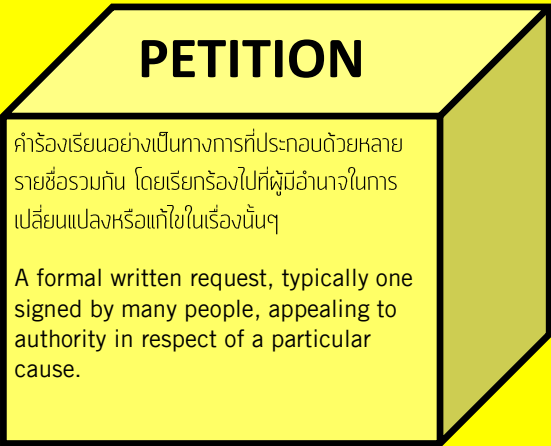 PETITION
คำร้องเรียนอย่างเป็นทางการที่ประกอบด้วยหลาย
รายชื่อรวมกัน โดยเรียกร้องไปที่ผู้มีอำนาจในการ
เปลี่ยนแปลงหรือแก้ไขในเรื่องนั้นๆ
A formal written request, typically one
signed by many people, appealing to
authority in respect of a particular
cause.